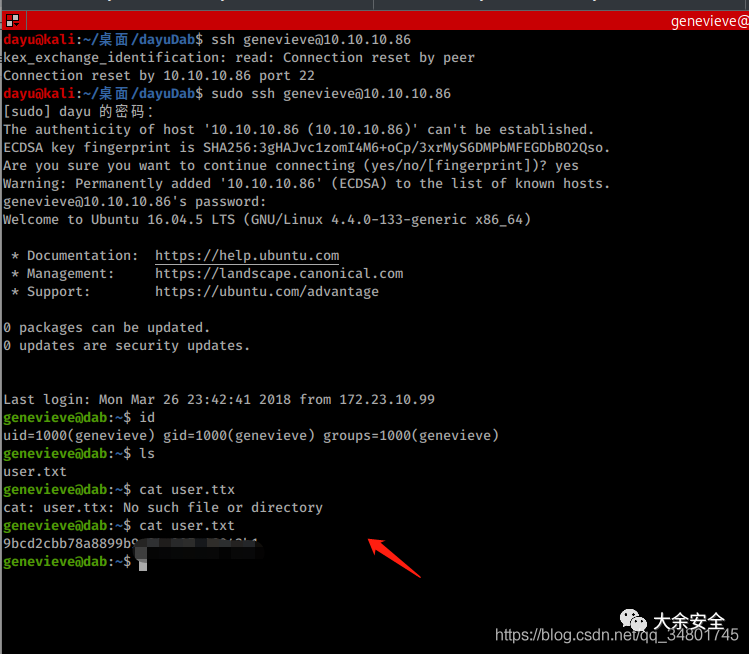 genevieve@
dayu@kali:~/桌面/dayuDab$ ssh genevieve@10.10.10.86
kex_exchange_identification: read: Connection reset by peer
Connection reset by 10.10.10.86 port 22
dayu@kali:~/桌面/dayuDab$ sudo ssh genevieve@10.10.10.86
[sudo] dayu 的密码：
The authenticity of host '10.10.10.86 (10.10.10.86)' can't be established.
ECDSA key fingerprint is SHA256:3gHAJvc1zomI4M6+oCp/3xrMyS6DMPbMFEGDbBO2Qso.
Are you sure you want to continue connecting (yes/no/[fingerprint])? yes
Warning: Permanently added '10.10.10.86' (ECDSA) to the list of known hosts.
genevieve@10.10.10.86's password:
Welcome to Ubuntu 16.04.5 LTS (GNU/Linux 4.4.0-133-generic x86_64)
* Documentation: https://help.ubuntu.com
* Management: https://landscape.canonical.com
* Support: https://ubuntu.com/advantage
0 packages can be updated.
0 updates are security updates.
Last login: Mon Mar 26 23:42:41 2018 from 172.23.10.99
genevieve@dab:~$ id
uid=1000(genevieve) gid=1000(genevieve) groups=1000(genevieve)
genevieve@dab:~$ ls
user.txt
genevieve@dab:~$ cat user.ttx
cat: user.ttx: No such file or directory
genevieve@dab:~$ cat user.txt
9bcd2cbb78a8899b9
genevieve@dab:~$
大余安全
https://blog.csdn.net/qq_34801745